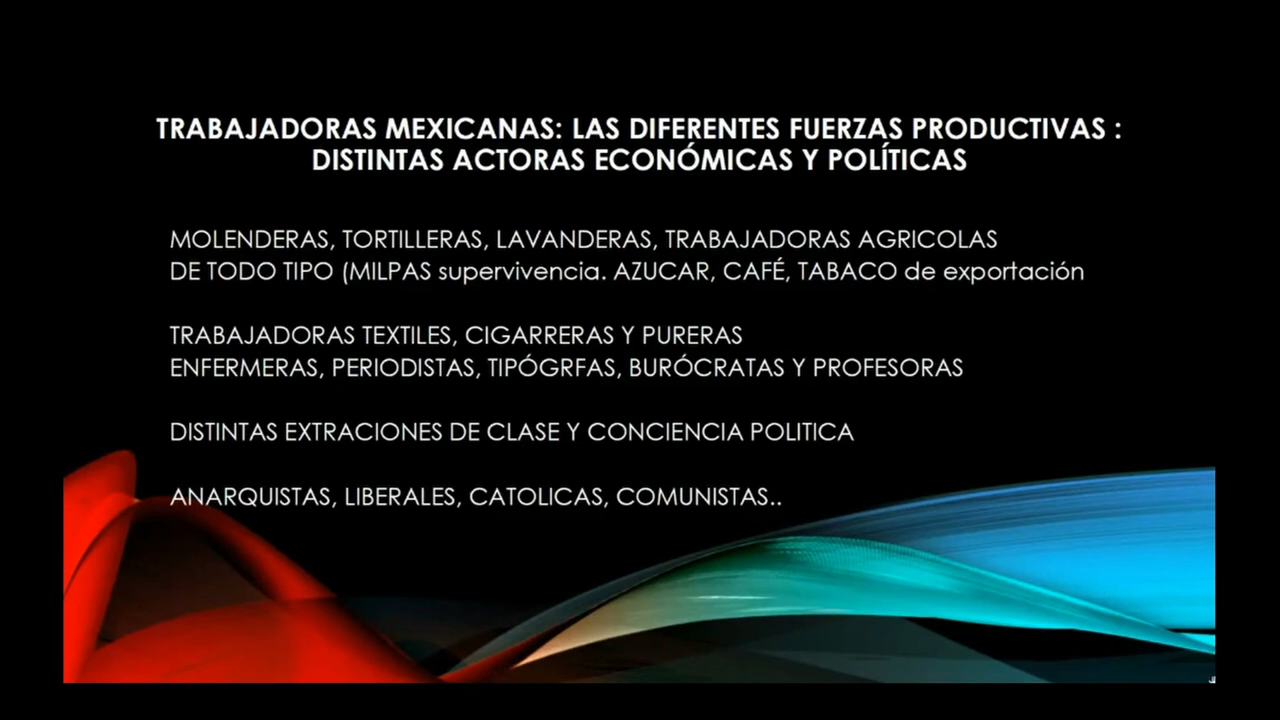 TRABAJADORAS MEXICANAS: LAS DIFERENTES FUERZAS PRODUCTIVAS :
DISTINTAS ACTORAS ECONÓMICAS Y POLÍTICAS
MOLENDERAS, TORTILLERAS, LAVANDERAS, TRABAJADORAS AGRICOLAS
DE TODO TIPO (MILPAS supervivencia. AZUCAR, CAFÉ, TABACO de exportación
TRABAJADORAS TEXTILES, CIGARRERAS Y PURERAS
ENFERMERAS, PERIODISTAS, TIPÓGRFAS, BURÓCRATAS Y PROFESORAS
DISTINTAS EXTRACIONES DE CLASE Y CONCIENCIA POLITICA
ANARQUISTAS, LIBERALES, CATOLICAS, COMUNISTAS..